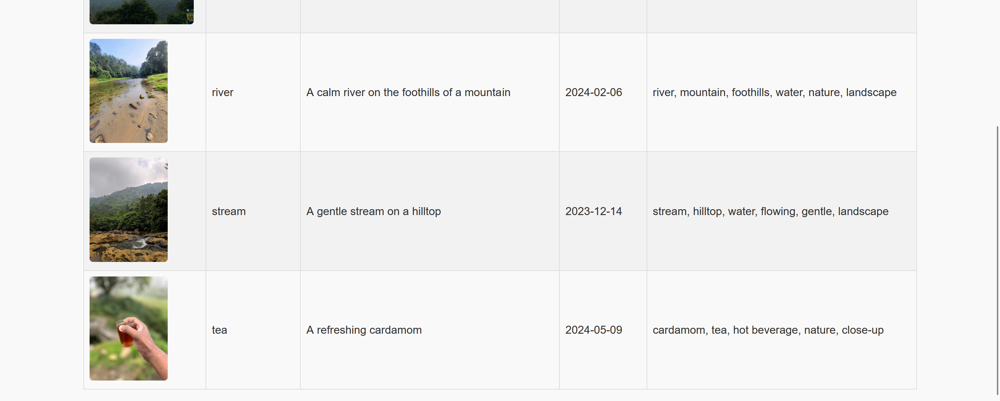 GO
river
A calm river on the foothills of a mountain
2024-02-06
river, mountain, foothills, water, nature, landscape
stream
A gentle stream on a hilltop
2023-12-14
stream, hilltop, water, flowing, gentle, landscape
tea
A refreshing cardamom
2024-05-09
cardamom, tea, hot beverage, nature, close-up